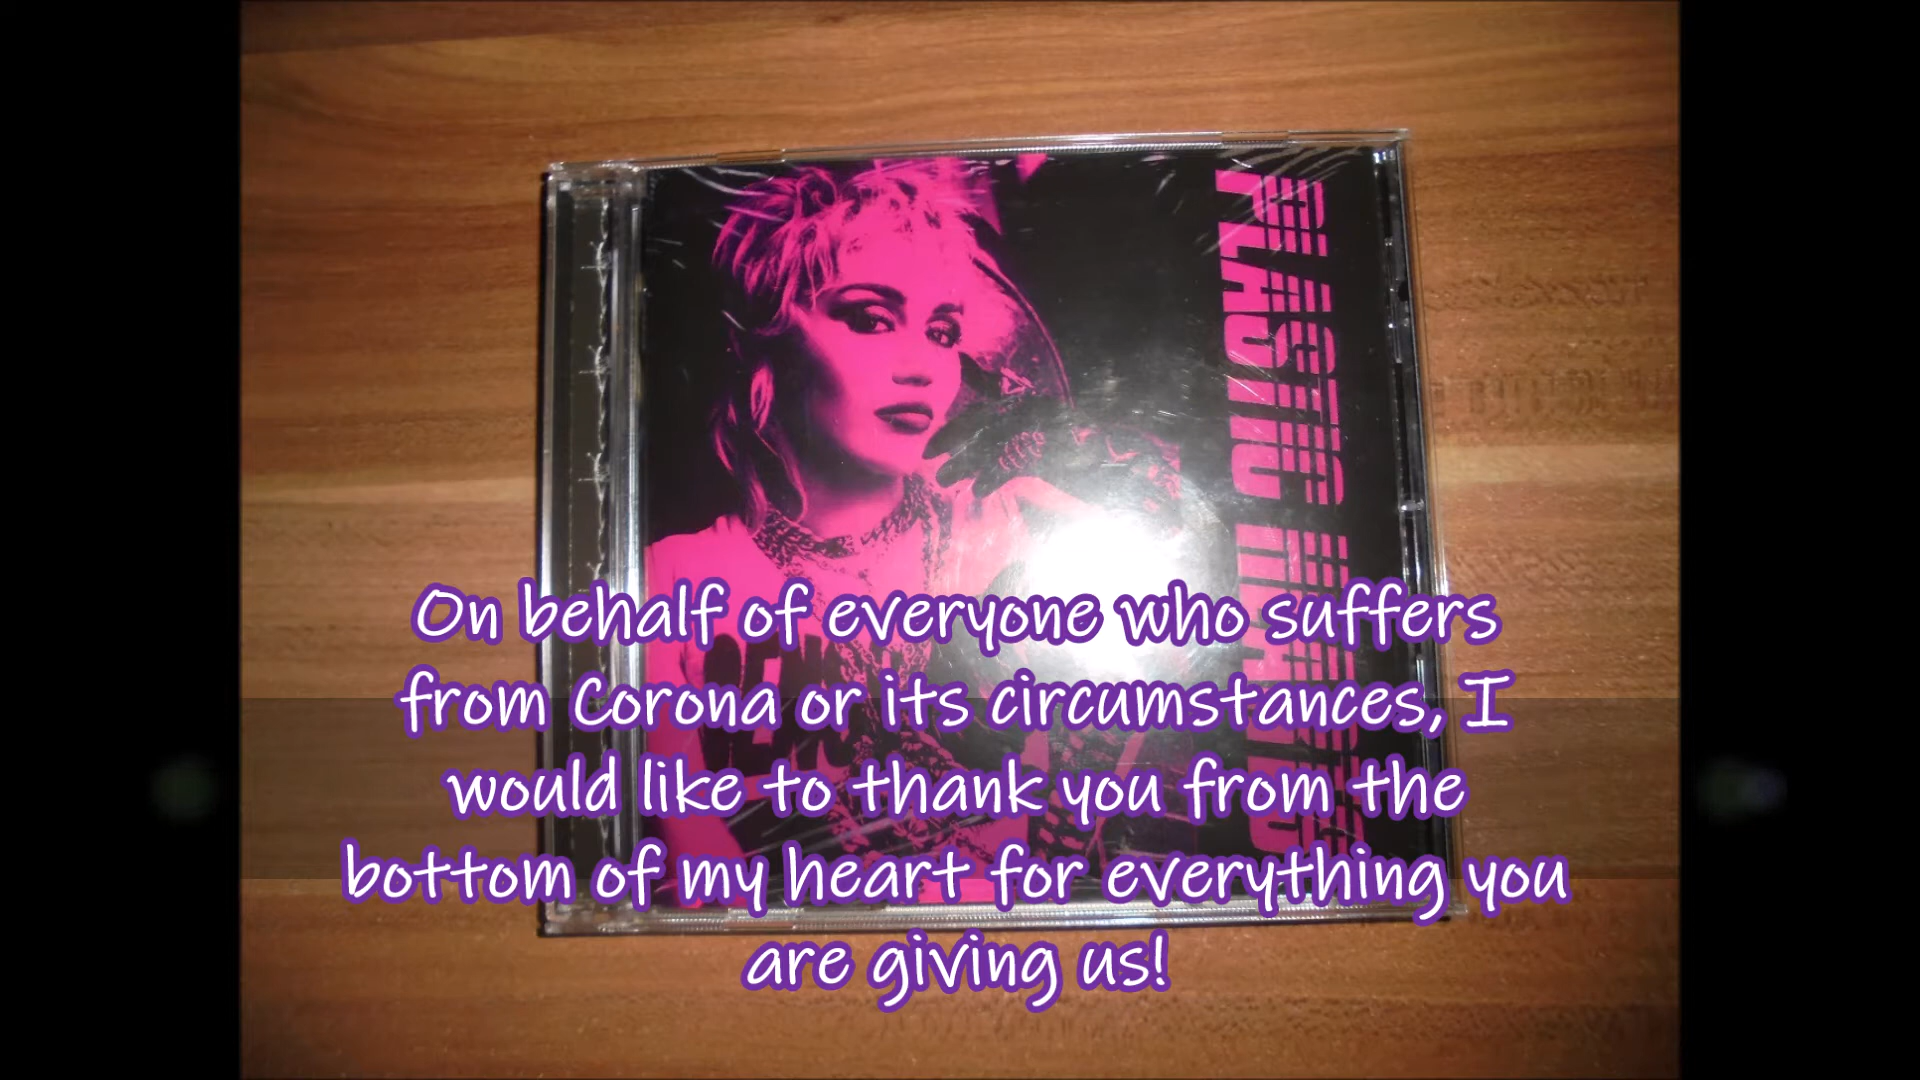 PLASTIC HEARTS
On behalf of everyone who suffers
from Corona or its circumstances, I
would like to thank you from the
bottom of my heart for everything you
are giving us!